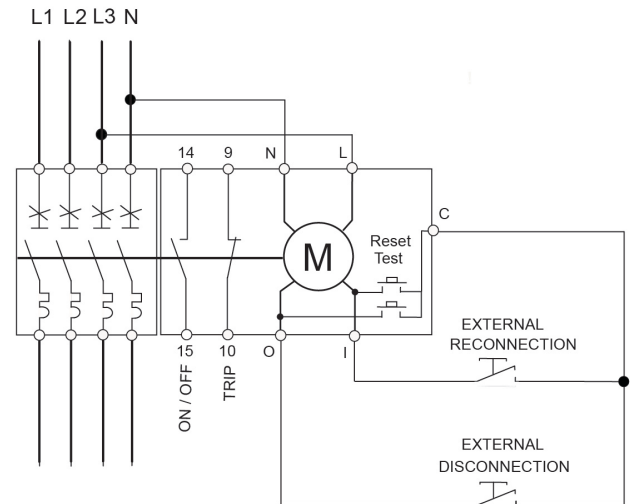 L1 L2 L3 N
14 9 N L
C
Reset
Test
M
EXTERNAL
RECONNECTION
15 10 O I
ON / OFF
TRIP
EXTERNAL
DISCONNECTION